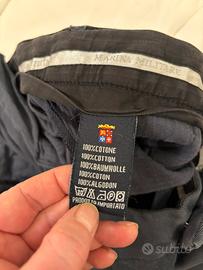 MARINA MILITARE
100%COTONE
100%COTTON
100%BAUMWOLLE
100%COTON
100%ALGODON
PRODOTTO IMPORTATO
subito